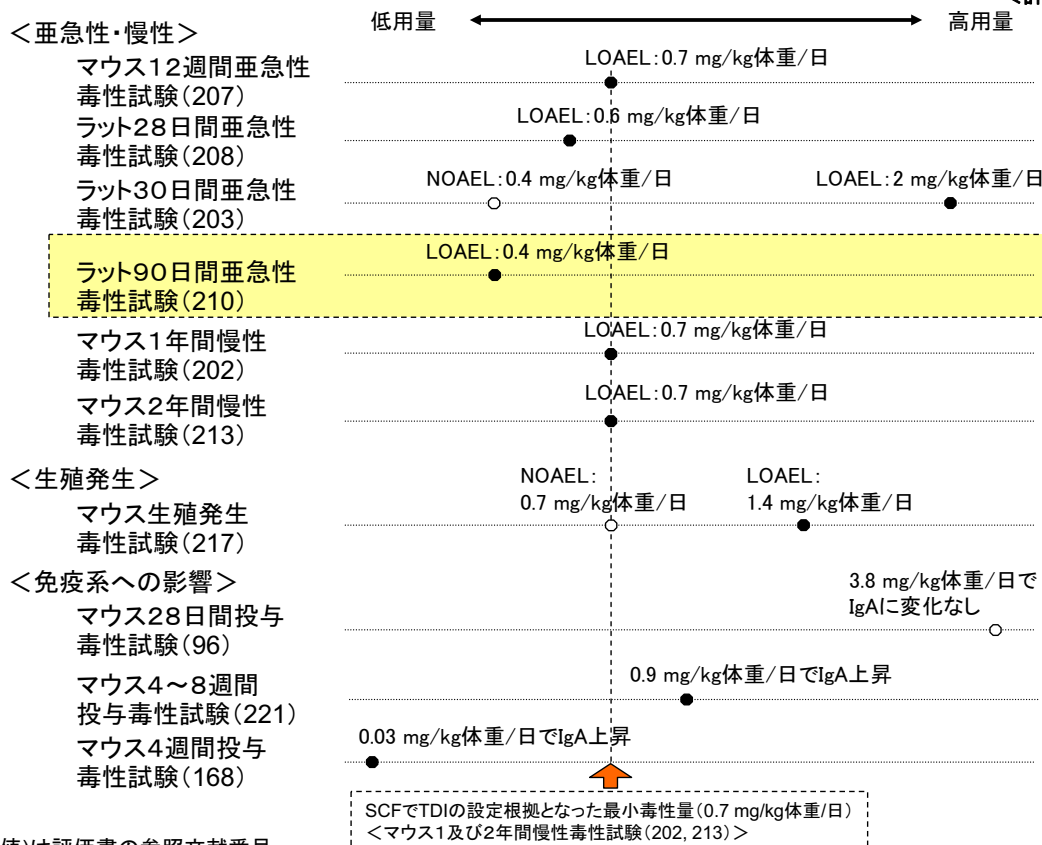 低用量 高用量
＜亜急性・慢性＞
マウス12週間亜急性
毒性試験(207)
LOAEL:0.7 mg/kg体重/日
ラット28日間亜急性
毒性試験(208)
LOAEL:0.6 mg/kg体重/日
ラット30日間亜急性
毒性試験(203)
NOAEL:0.4 mg/kg体重/日 LOAEL:2 mg/kg体重/日
ラット90日間亜急性
毒性試験(210)
LOAEL:0.4 mg/kg体重/日
マウス1年間慢性
毒性試験(202)
LOAEL:0.7 mg/kg体重/日
マウス2年間慢性
毒性試験(213)
LOAEL:0.7 mg/kg体重/日
＜生殖発生＞
マウス生殖発生
毒性試験(217)
NOAEL:
0.7 mg/kg体重/日
LOAEL:
1.4 mg/kg体重/日
＜免疫系への影響＞
マウス28日間投与
毒性試験(96)
3.8 mg/kg体重/日で
IgAに変化なし
マウス4～8週間
投与毒性試験(221)
0.9 mg/kg体重/日でIgA上昇
マウス4週間投与
毒性試験(168)
0.03 mg/kg体重/日でIgA上昇
SCFでTDIの設定根拠となった最小毒性量(0.7 mg/kg体重/日)
＜マウス1及び2年間慢性毒性試験(202, 213)＞